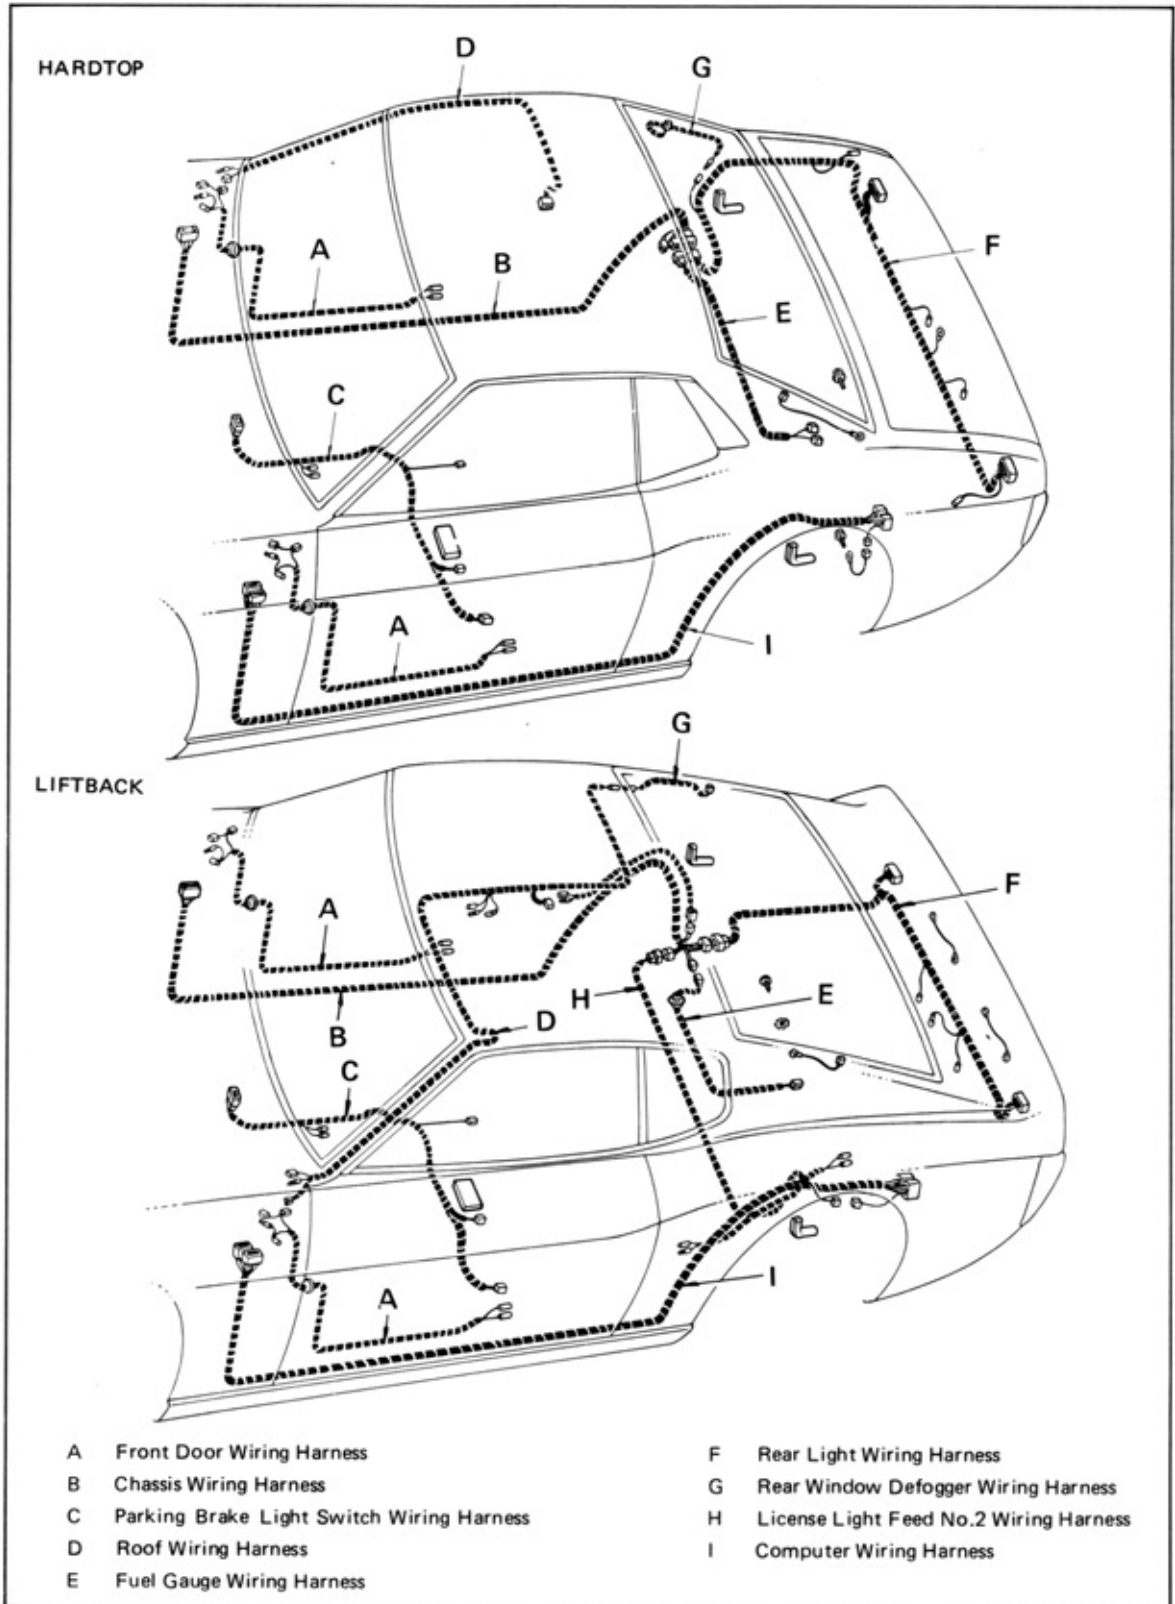 HARDTOP
D
G
A
B
F
E
C
A
I
LIFTBACK
G
A
F
H
E
B
D
C
A
I
A Front Door Wiring Harness
B Chassis Wiring Harness
C Parking Brake Light Switch Wiring Harness
D Roof Wiring Harness
E Fuel Gauge Wiring Harness
F Rear Light Wiring Harness
G Rear Window Defogger Wiring Harness
H License Light Feed No.2 Wiring Harness
I Computer Wiring Harness